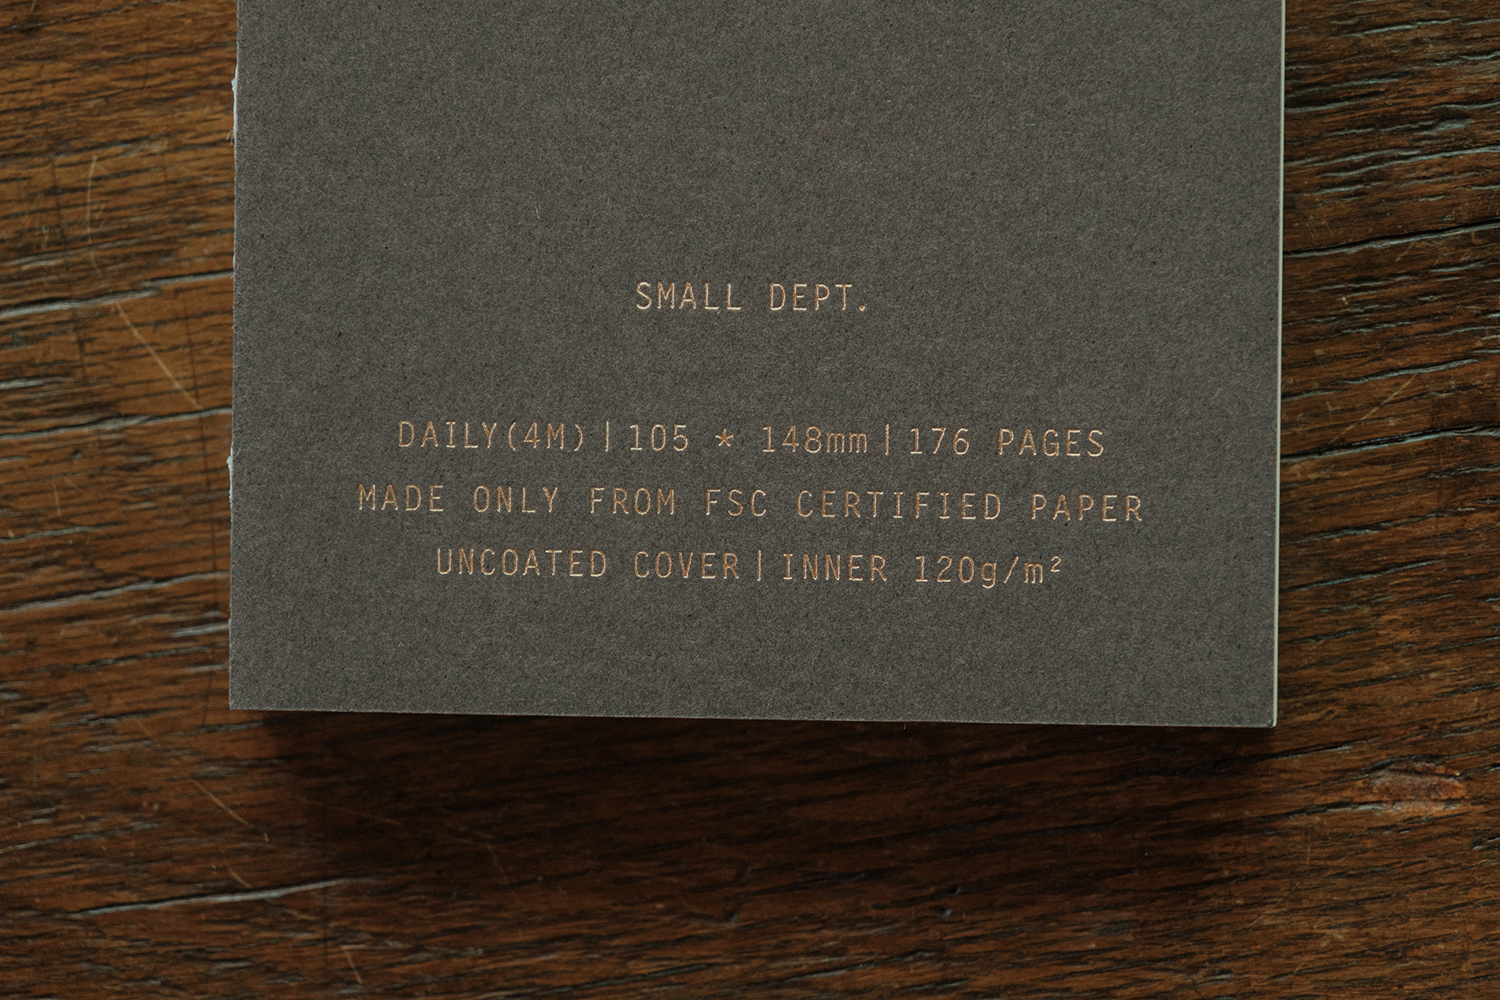 SMALL DEPT.
DAILY(4M)|105 * 148mm|176 PAGES
MADE ONLY FROM FSC CERTIFIED PAPER
UNCOATED COVER|INNER 120g/m²